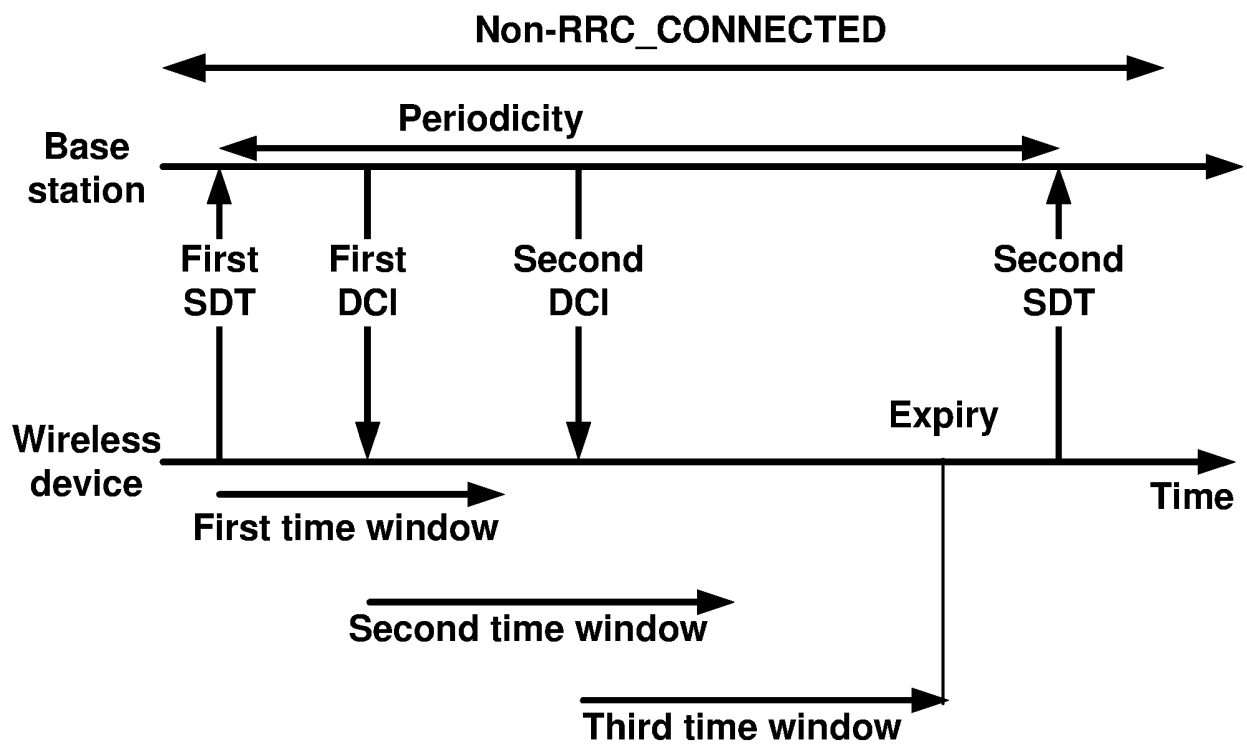 Non-RRC_CONNECTED
Periodicity
Base
station
First
SDT
First
DCI
Second
DCI
Second
SDT
Expiry
Wireless
device
Time
First time window
Second time window
Third time window